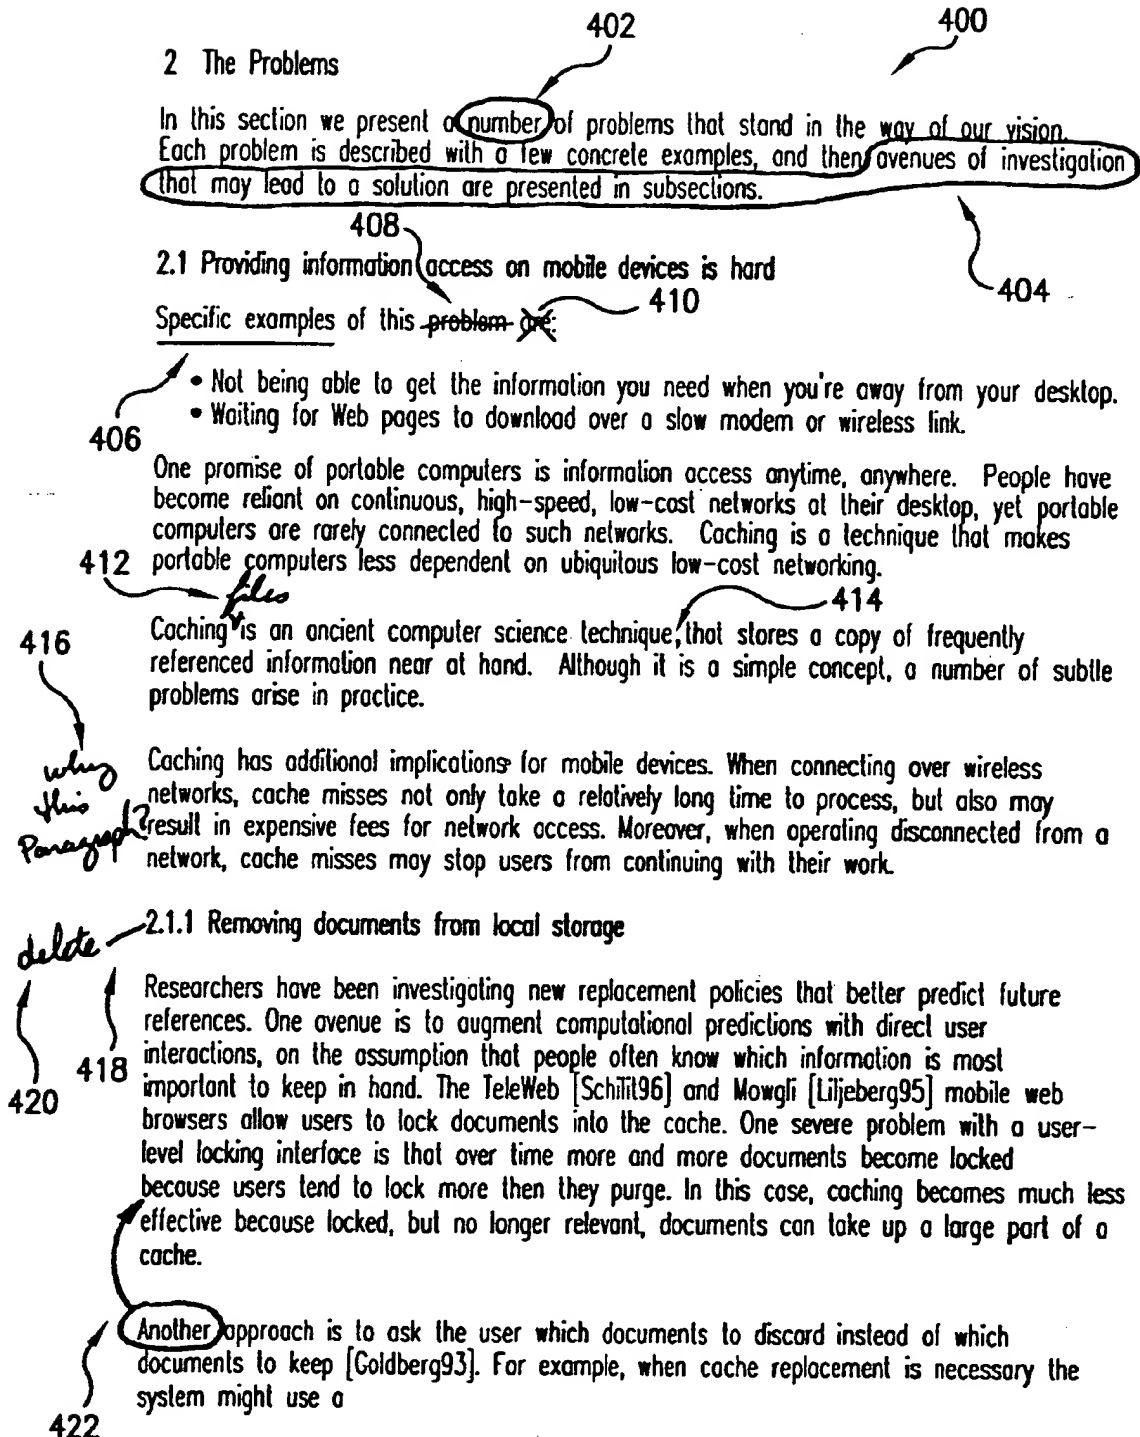 402
400
2 The Problems
In this section we present a number of problems that stand in the way of our vision.
Each problem is described with a few concrete examples, and then avenues of investigation
that may lead to a solution are presented in subsections.
408
404
2.1 Providing information access on mobile devices is hard
410
Specific examples of this problem are:
406
• Not being able to get the information you need when you're away from your desktop.
• Waiting for Web pages to download over a slow modem or wireless link.
One promise of portable computers is information access anytime, anywhere. People have
become reliant on continuous, high-speed, low-cost networks at their desktop, yet portable
computers are rarely connected to such networks. Caching is a technique that makes
portable computers less dependent on ubiquitous low-cost networking.
412
files
414
Caching is an ancient computer science technique, that stores a copy of frequently
referenced information near at hand. Although it is a simple concept, a number of subtle
problems arise in practice.
416
why
this
Paragraph?
Caching has additional implications for mobile devices. When connecting over wireless
networks, cache misses not only take a relatively long time to process, but also may
result in expensive fees for network access. Moreover, when operating disconnected from a
network, cache misses may stop users from continuing with their work.
delete
2.1.1 Removing documents from local storage
420
418
Researchers have been investigating new replacement policies that better predict future
references. One avenue is to augment computational predictions with direct user
interactions, on the assumption that people often know which information is most
important to keep in hand. The TeleWeb [Schilit96] and Mowgli [Liljeberg95] mobile web
browsers allow users to lock documents into the cache. One severe problem with a user-
level locking interface is that over time more and more documents become locked
because users tend to lock more then they purge. In this case, caching becomes much less
effective because locked, but no longer relevant, documents can take up a large part of a
cache.
Another approach is to ask the user which documents to discard instead of which
documents to keep [Goldberg93]. For example, when cache replacement is necessary the
system might use a
422